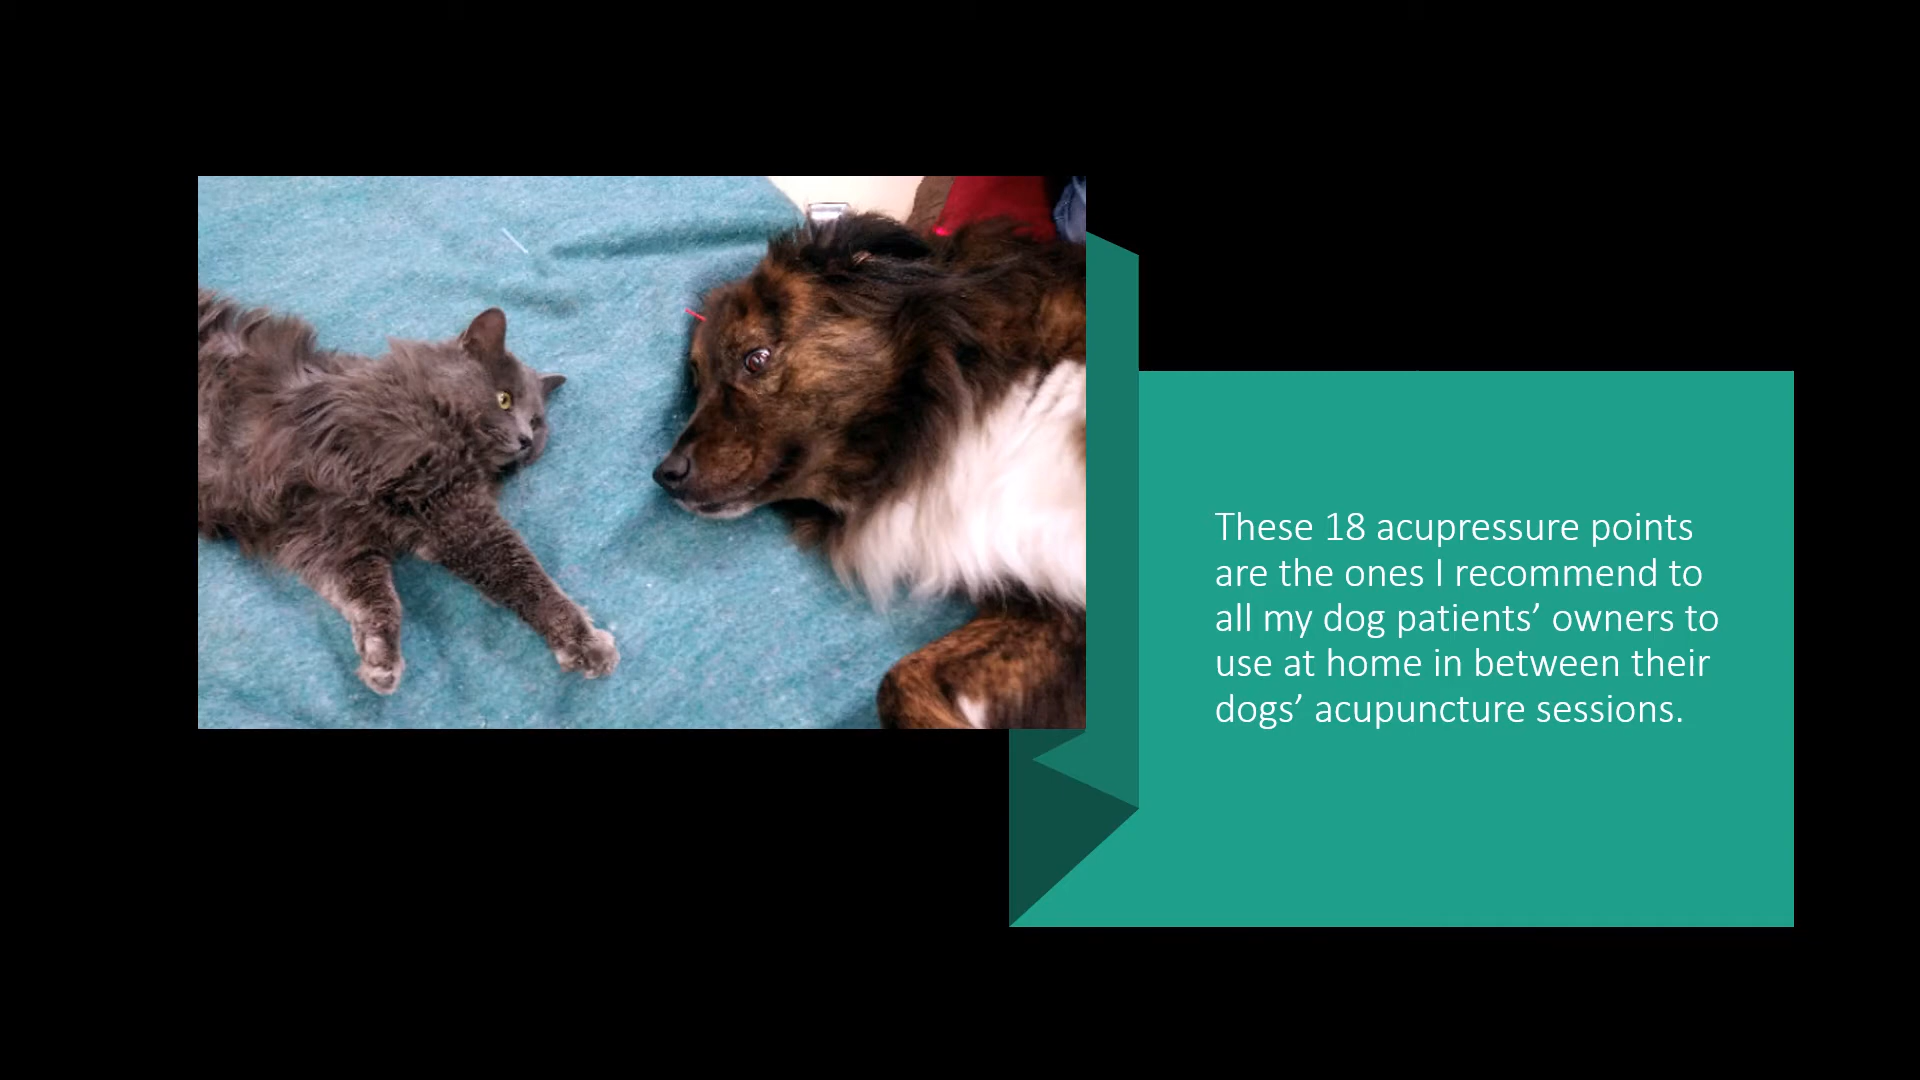 These 18 acupressure points
are the ones I recommend to
all my dog patients’ owners to
use at home in between their
dogs’ acupuncture sessions.